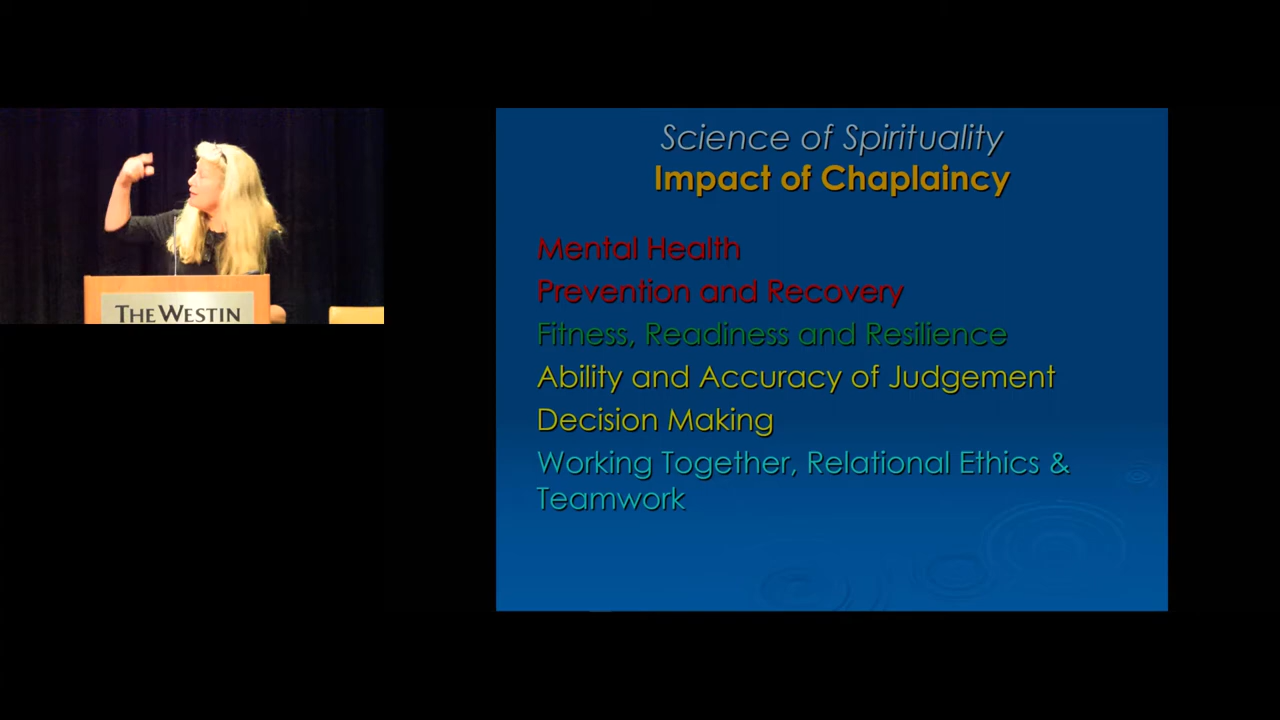 THE WESTIN
Science of Spirituality
Impact of Chaplaincy
Mental Health
Prevention and Recovery
Fitness, Readiness and Resilience
Ability and Accuracy of Judgement
Decision Making
Working Together, Relational Ethics &
Teamwork